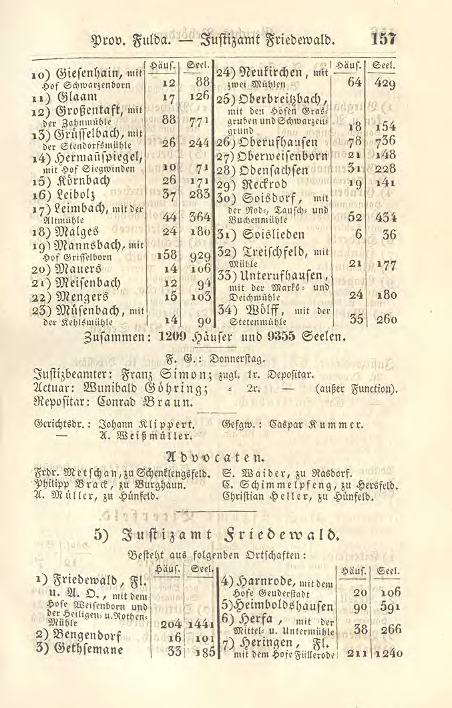 Prov. Fulda. — Justizamt Friedewald. 157
Häus. Seel.
10) Giesenhain, mit
Hof Schwarzenborn 12 88
11) Glaam 17 126
12) Großentaft, mit
der Zahnmühle 88 771
13) Grüsselbach, mit
der Stendorfsmühle 26 244
14) Hermannspiegel,
mit Hof Siegwinden 10 71
15) Körnbach 26 171
16) Leibolz 37 283
17) Leimbach, mit der
Altmühle 44 364
18) Malges 24 180
19) Mannsbach, mit
Hof Grisselborn 158 929
20) Mauers 14 106
21) Meisenbach 12 94
22) Mengers 15 103
23) Müsenbach, mit
der Kehlsmühle 14 90
Häus. Seel.
24) Neukirchen, mit
zwei Mühlen 64 429
25) Oberbreitzbach,
mit den Höfen Gras-
gruben und Schwarzen-
grund 18 154
26) Oberufhausen 78 736
27) Oberweisenborn 21 148
28) Odensachsen 31 228
29) Reckrod 19 141
30) Soisdorf, mit
der Rod-, Tausch- und
Buchenmühle 52 434
31) Soislieden 6 36
32) Treischfeld, mit
Mühle 21 177
33) Unterufhausen,
mit der Marks- und
Deichmühle 24 180
34) Wölff, mit der
Stetenmühle 35 260
Zusammen: 1209 Häuser und 9355 Seelen.
F. G.: Donnerstag.
Justizbeamter: Franz Simon; zugl. 1r. Depositar.
Actuar: Wunibald Göhring; = 2r. — (außer Function).
Repositar: Conrad Braun.
Gerichtsdr.: Johann Klippert. Gefgw.: Caspar Kummer.
— A. Weißmüller.
Advocaten.
Frdr. Metschan, zu Schenklengsfeld. S. Waider, zu Rasdorf.
Philipp Brack, zu Burghaun. C. Schimmelpfeng, zu Hersfeld.
A. Müller, zu Hünfeld. Christian Heller, zu Hünfeld.
5) Justizamt Friedewald.
Besteht aus folgenden Ortschaften:
Häus. Seel.
1) Friedewald, Fl.
u. A. O., mit dem
Hofe Weisenborn und
der Heiligen- u. Rothen-
Mühle 204 1441
2) Bengendorf 16 101
3) Gethsemane 33 185
Häus. Seel.
4) Harnrode, mit dem
Hofe Geuderstadt 20 106
5) Heimboldshausen 90 591
6) Herfa, mit der
Mittel- u. Untermühle 38 266
7) Heringen, Fl.
mit dem Hofe Füllerode 211 1240